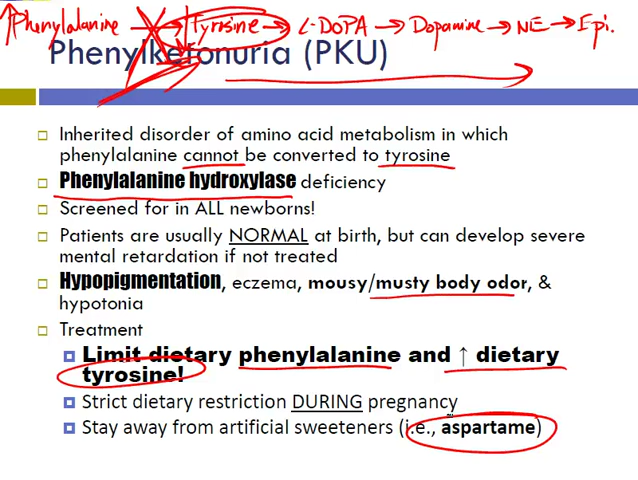 ↑Phenylalanine → Tyrosine → L-DOPA → Dopamine → NE → Epi.
Phenylketonuria (PKU)
Inherited disorder of amino acid metabolism in which
phenylalanine cannot be converted to tyrosine
Phenylalanine hydroxylase deficiency
Screened for in ALL newborns!
Patients are usually NORMAL at birth, but can develop severe
mental retardation if not treated
Hypopigmentation, eczema, mousy/musty body odor, &
hypotonia
Treatment
Limit dietary phenylalanine and ↑ dietary
tyrosine!
Strict dietary restriction DURING pregnancy
Stay away from artificial sweeteners (i.e., aspartame)